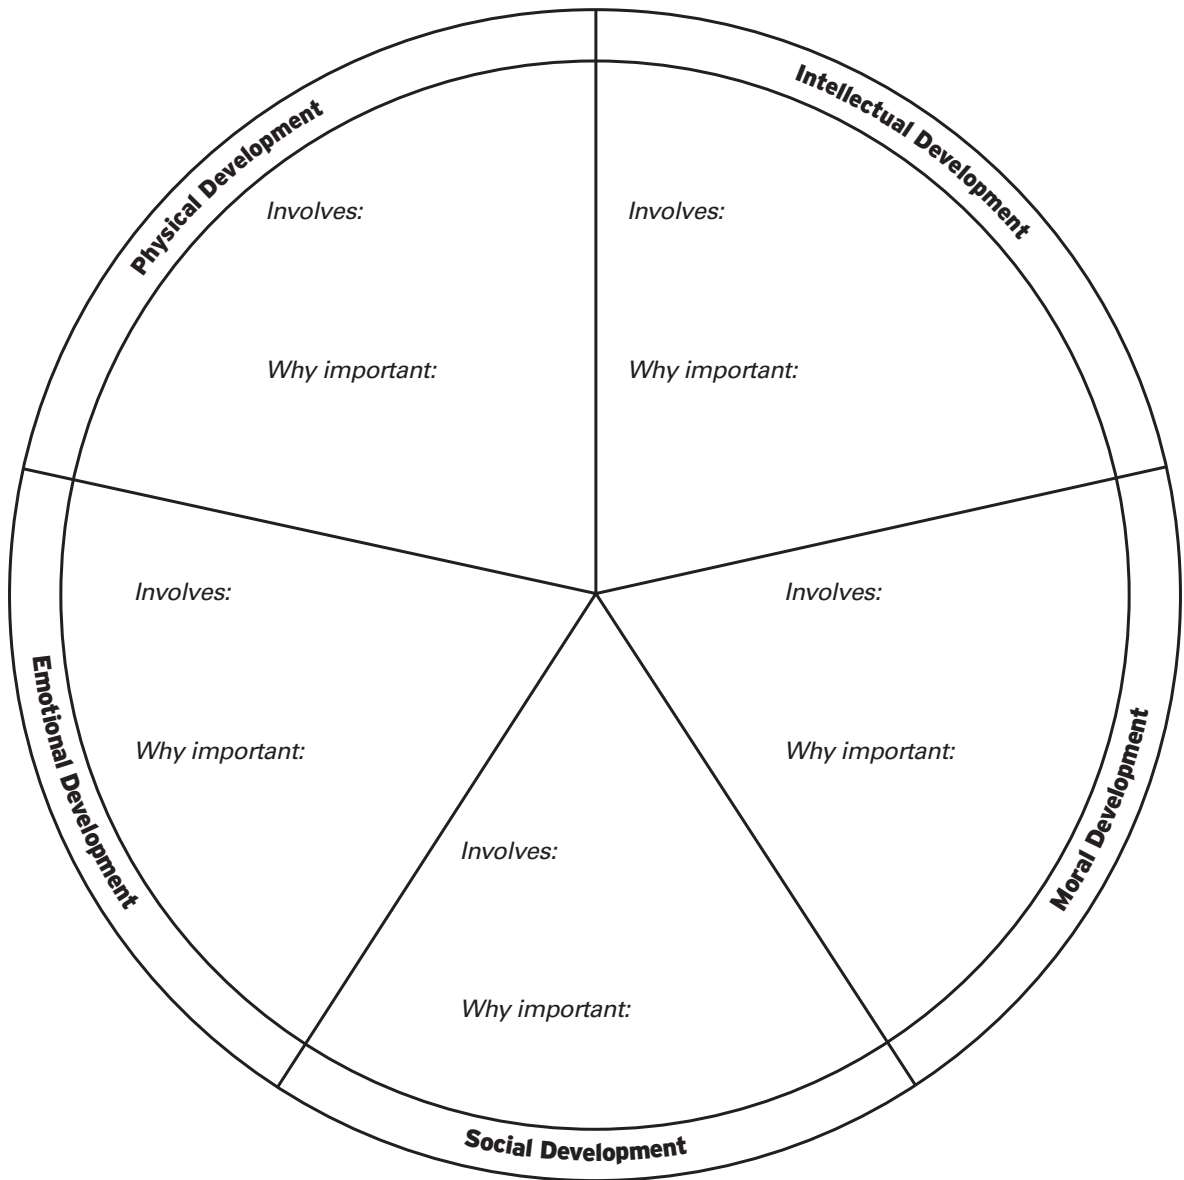 Physical Development
Involves:
Why important:
Intellectual Development
Involves:
Why important:
Emotional Development
Involves:
Why important:
Moral Development
Involves:
Why important:
Social Development
Involves:
Why important: